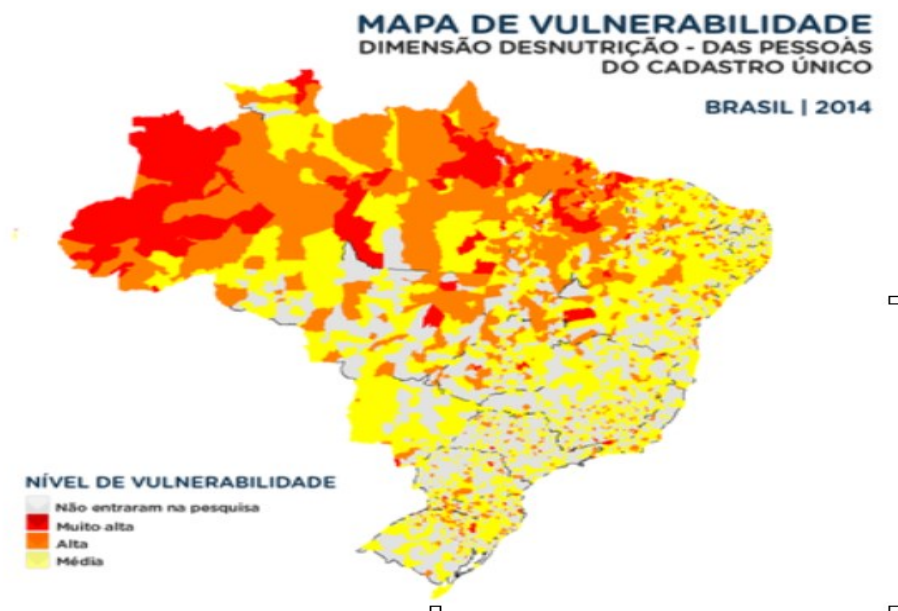 MAPA DE VULNERABILIDADE
DIMENSÃO DESNUTRIÇÃO - DAS PESSOAS
DO CADASTRO ÚNICO
BRASIL | 2014
NÍVEL DE VULNERABILIDADE
Não entraram na pesquisa
Muito alta
Alta
Média